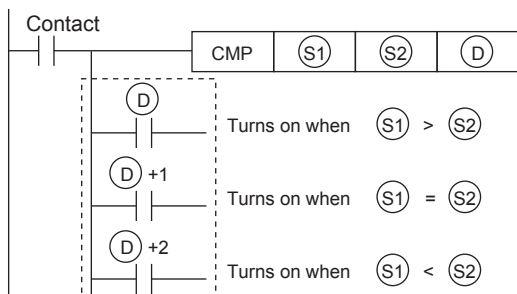 Contact
CMP S1 S2 D
D
Turns on when S1 > S2
D +1
Turns on when S1 = S2
D +2
Turns on when S1 < S2